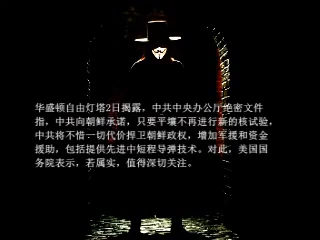 华盛顿自由灯塔2日揭露，中共中央办公厅绝密文件
指，中共向朝鲜承诺，只要平壤不再进行新的核试验，
中共将不惜一切代价捍卫朝鲜政权，增加军援和资金
援助，包括提供先进中短程导弹技术。对此，美国国
务院表示，若属实，值得深切关注。